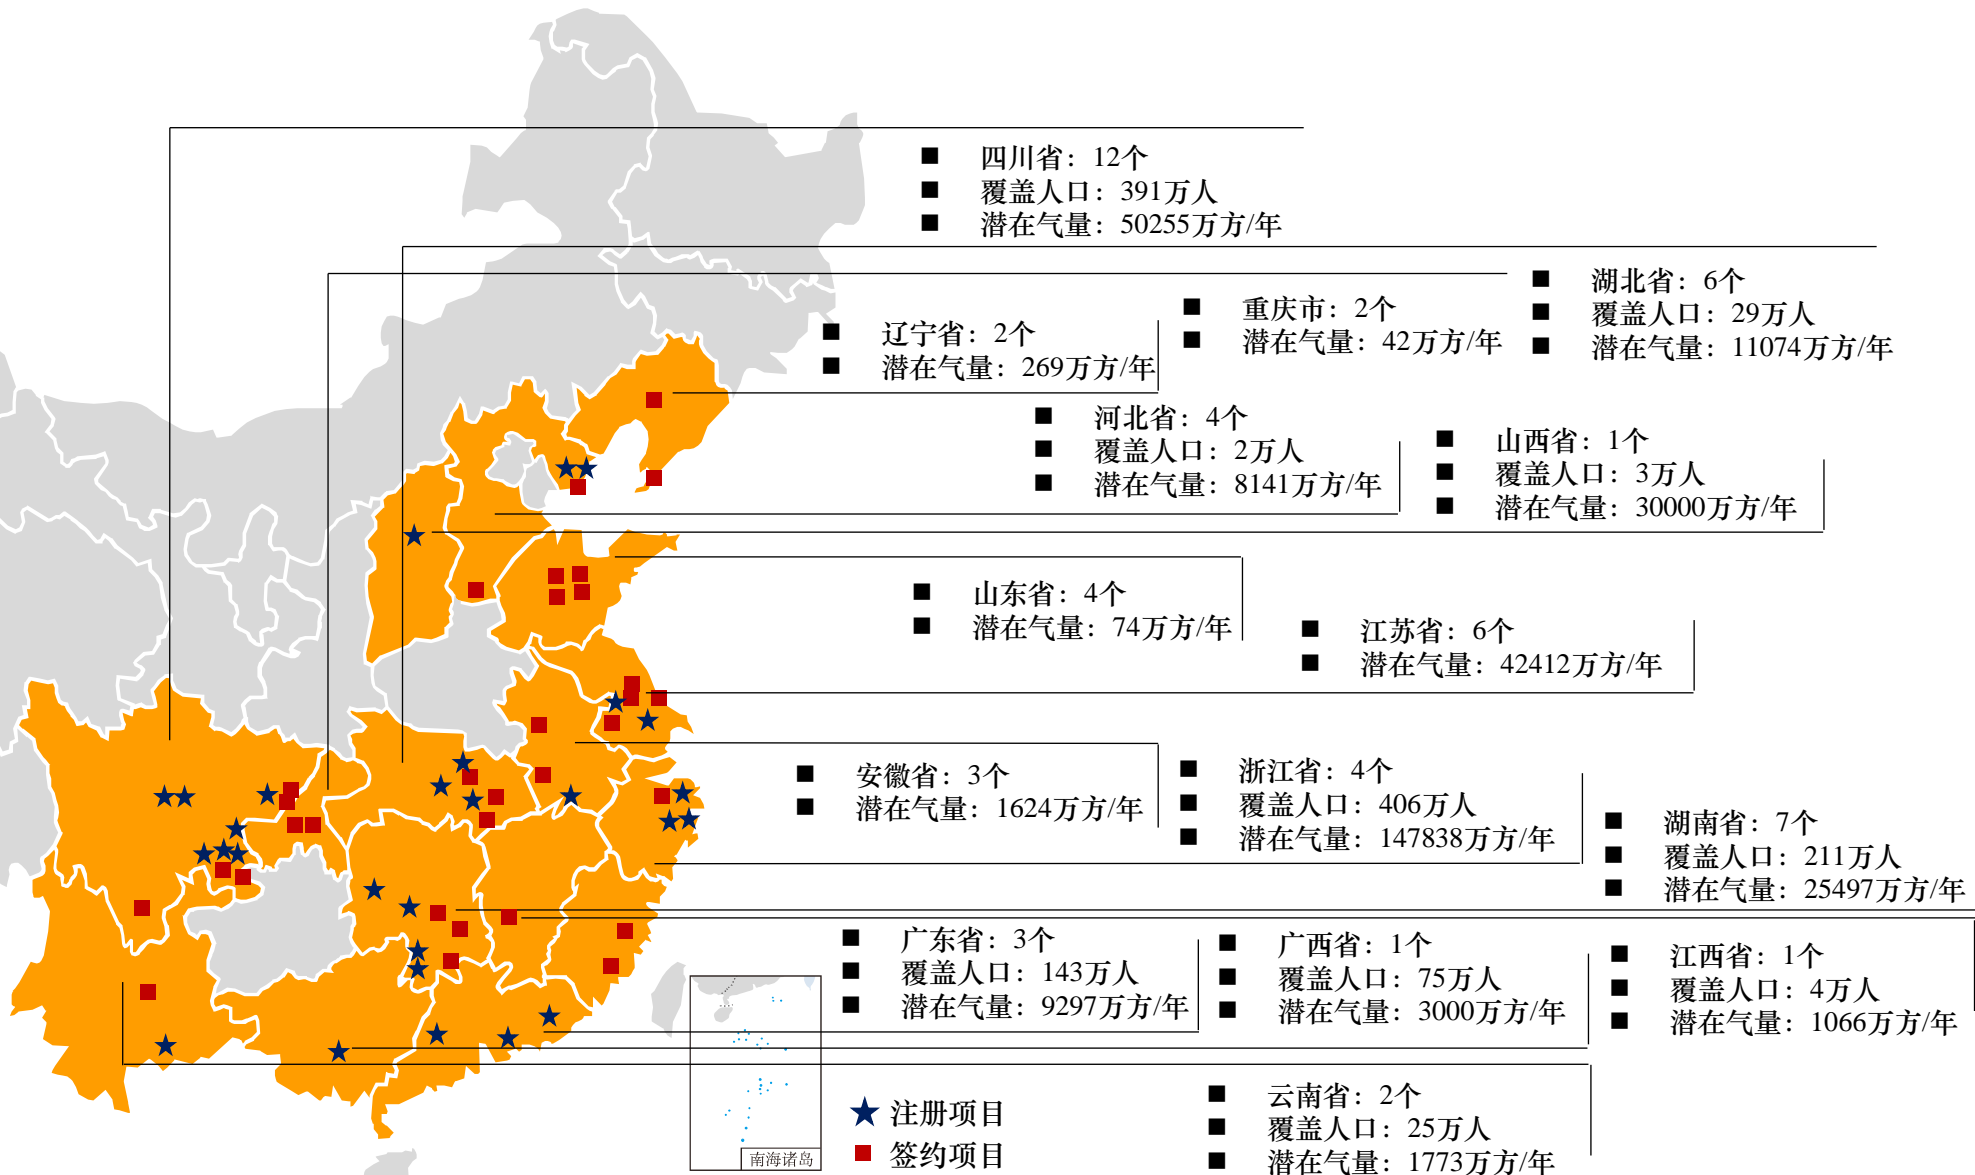 四川省：12个
覆盖人口：391万人
潜在气量：50255万方/年
湖北省：6个
覆盖人口：29万人
潜在气量：11074万方/年
重庆市：2个
潜在气量：42万方/年
辽宁省：2个
潜在气量：269万方/年
河北省：4个
覆盖人口：2万人
潜在气量：8141万方/年
山西省：1个
覆盖人口：3万人
潜在气量：30000万方/年
山东省：4个
潜在气量：74万方/年
江苏省：6个
潜在气量：42412万方/年
安徽省：3个
潜在气量：1624万方/年
浙江省：4个
覆盖人口：406万人
潜在气量：147838万方/年
湖南省：7个
覆盖人口：211万人
潜在气量：25497万方/年
广东省：3个
覆盖人口：143万人
潜在气量：9297万方/年
广西省：1个
覆盖人口：75万人
潜在气量：3000万方/年
江西省：1个
覆盖人口：4万人
潜在气量：1066万方/年
云南省：2个
覆盖人口：25万人
潜在气量：1773万方/年
注册项目
签约项目
南海诸岛